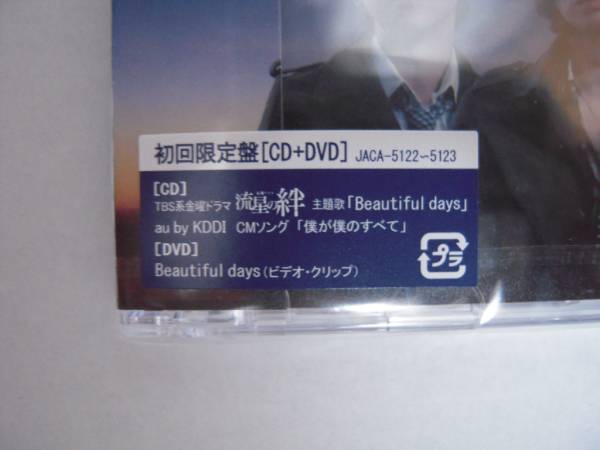 初回限定盤[CD+DVD] JACA-5122~5123
[CD]
TBS系金曜ドラマ 流星の絆 主題歌「Beautiful days」
au by KDDI CMソング「僕が僕のすべて」
[DVD]
Beautiful days(ビデオ・クリップ)
プラ